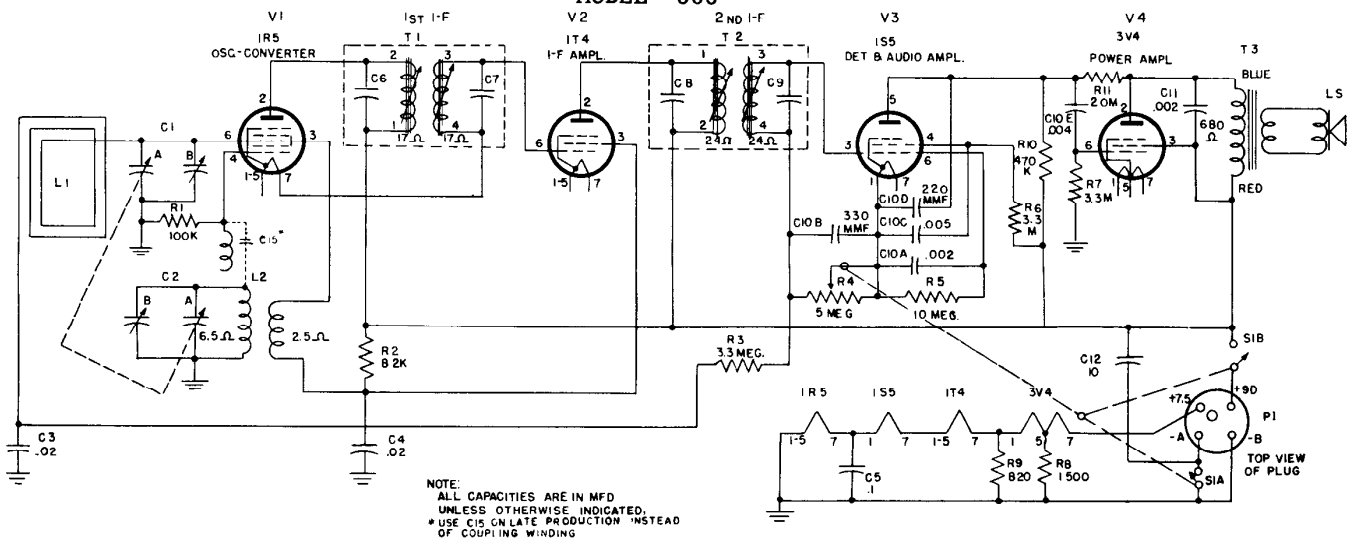 V1
1R5
OSC-CONVERTER
1ST I-F
T1
V2
1T4
I-F AMPL.
2ND I-F
T2
V3
1S5
DET & AUDIO AMPL.
V4
3V4
POWER AMPL
T3
BLUE
LS
RED
680 Ω
C11
.002
R11
2.0M
C10E
.004
R7
3.3M
R10
470 K
R6
3.3 M
C6
C7
2
3
1
4
17Ω
17Ω
C8
C9
1
3
2
4
24Ω
24Ω
L1
C1
A
B
R1
100K
C15*
C2
L2
B
A
6.5Ω
2.5Ω
2
6
3
4
1-5
7
2
6
3
1-5
7
5
3
4
6
1
7
2
6
3
1
5
7
C10D
220 MMF
C10B
330 MMF
C10C
.005
C10A
.002
R4
5 MEG
R5
10 MEG.
R2
82K
R3
3.3 MEG.
C3
.02
C4
.02
C12
10
S1B
+90
+7.5
P1
-A
-B
TOP VIEW
OF PLUG
S1A
1R5
1S5
1T4
3V4
1-5
7
1
7
1-5
7
1
5
7
C5
.1
R9
820
R8
1500
NOTE:
ALL CAPACITIES ARE IN MFD
UNLESS OTHERWISE INDICATED.
* USE C15 ON LATE PRODUCTION INSTEAD
OF COUPLING WINDING